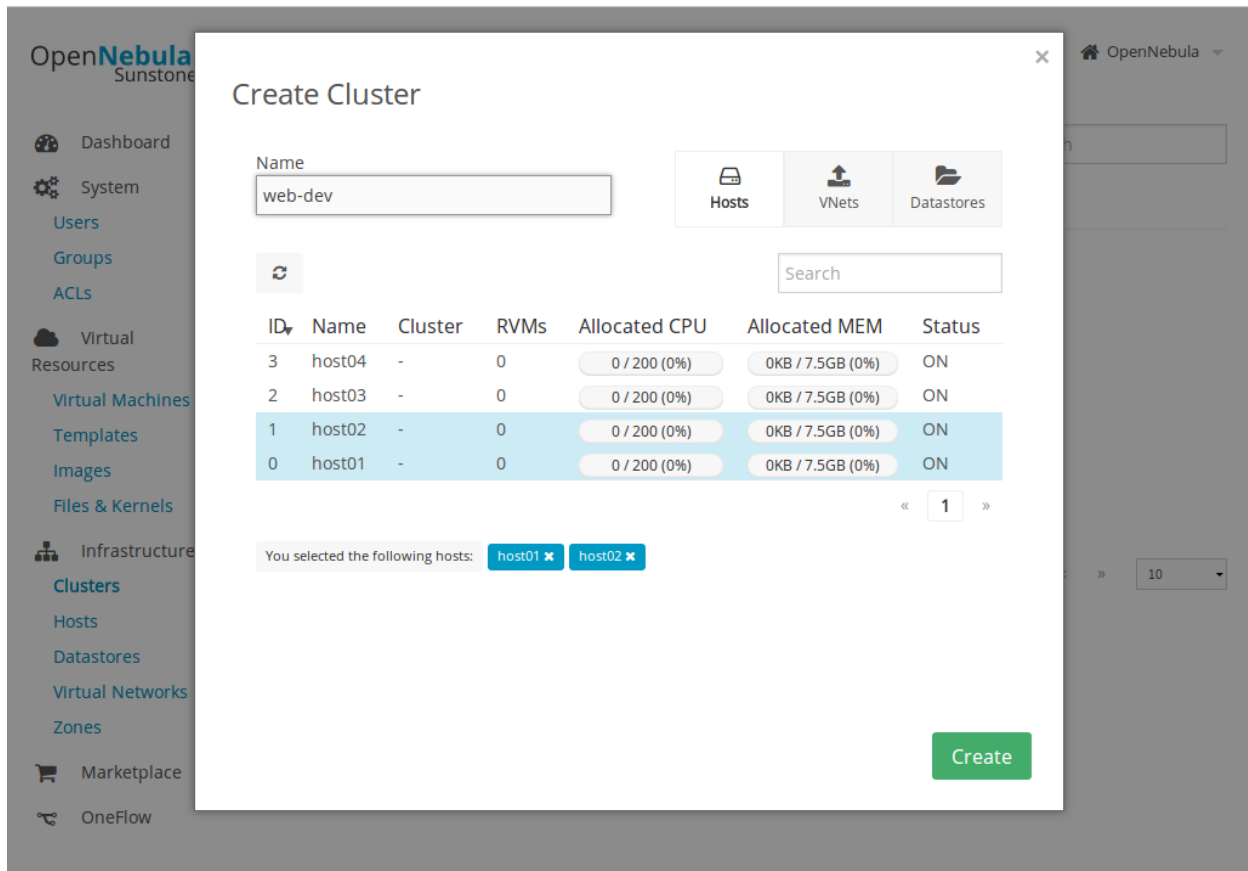 OpenNebula
Sunstone
OpenNebula
Dashboard
System
Users
Groups
ACLs
Virtual
Resources
Virtual Machines
Templates
Images
Files & Kernels
Infrastructure
Clusters
Hosts
Datastores
Virtual Networks
Zones
Marketplace
OneFlow
×
Create Cluster
Name
web-dev
Hosts VNets Datastores
Search
ID Name Cluster RVMs Allocated CPU Allocated MEM Status
3 host04 - 0 0 / 200 (0%) 0KB / 7.5GB (0%) ON
2 host03 - 0 0 / 200 (0%) 0KB / 7.5GB (0%) ON
1 host02 - 0 0 / 200 (0%) 0KB / 7.5GB (0%) ON
0 host01 - 0 0 / 200 (0%) 0KB / 7.5GB (0%) ON
« 1 »
You selected the following hosts: host01 × host02 ×
Create
» 10